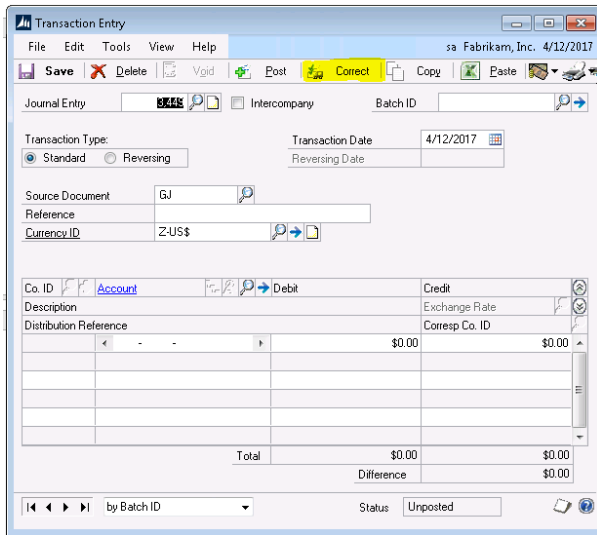 Transaction Entry
File Edit Tools View Help sa Fabrikam, Inc. 4/12/2017
Save Delete Void Post Correct Copy Paste
Journal Entry 3,449 Intercompany Batch ID
Transaction Type: Transaction Date 4/12/2017
Standard Reversing Reversing Date
Source Document GJ
Reference
Currency ID Z-US$
Co. ID Account Debit Credit
Description Exchange Rate
Distribution Reference Corresp Co. ID
- - $0.00 $0.00
Total $0.00 $0.00
Difference $0.00
by Batch ID Status Unposted